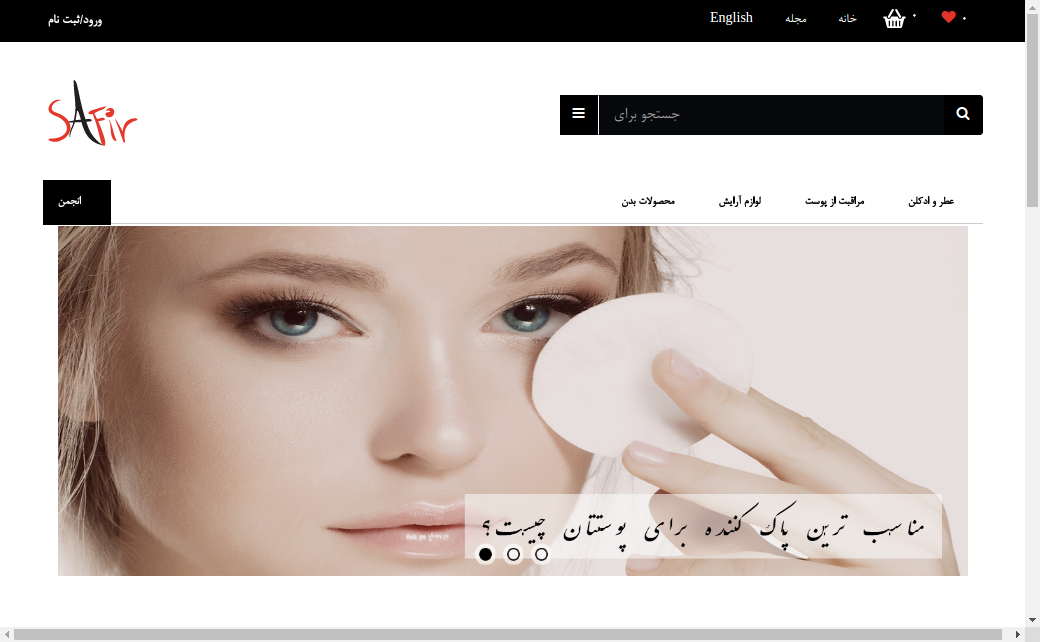 ۰ ۰ خانه مجله English ورود/ثبت نام
SAFir
جستجو برای
عطر و ادکلن مراقبت از پوست لوازم آرایش محصولات بدن انجمن
مناسب ترین پاک کننده برای پوستتان چیست؟